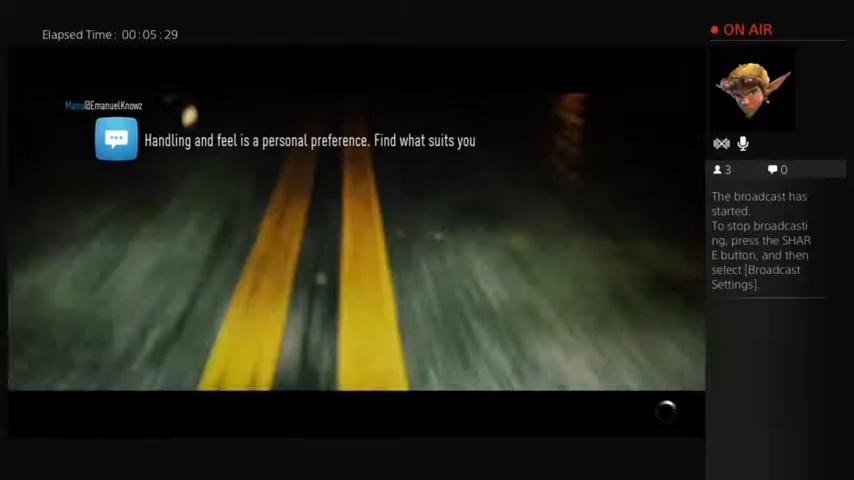 Elapsed Time: 00:05:29
ON AIR
Manu@EmanuelKnowz
Handling and feel is a personal preference. Find what suits you
3
0
The broadcast has
started.
To stop broadcasti
ng, press the SHAR
E button, and then
select [Broadcast
Settings].